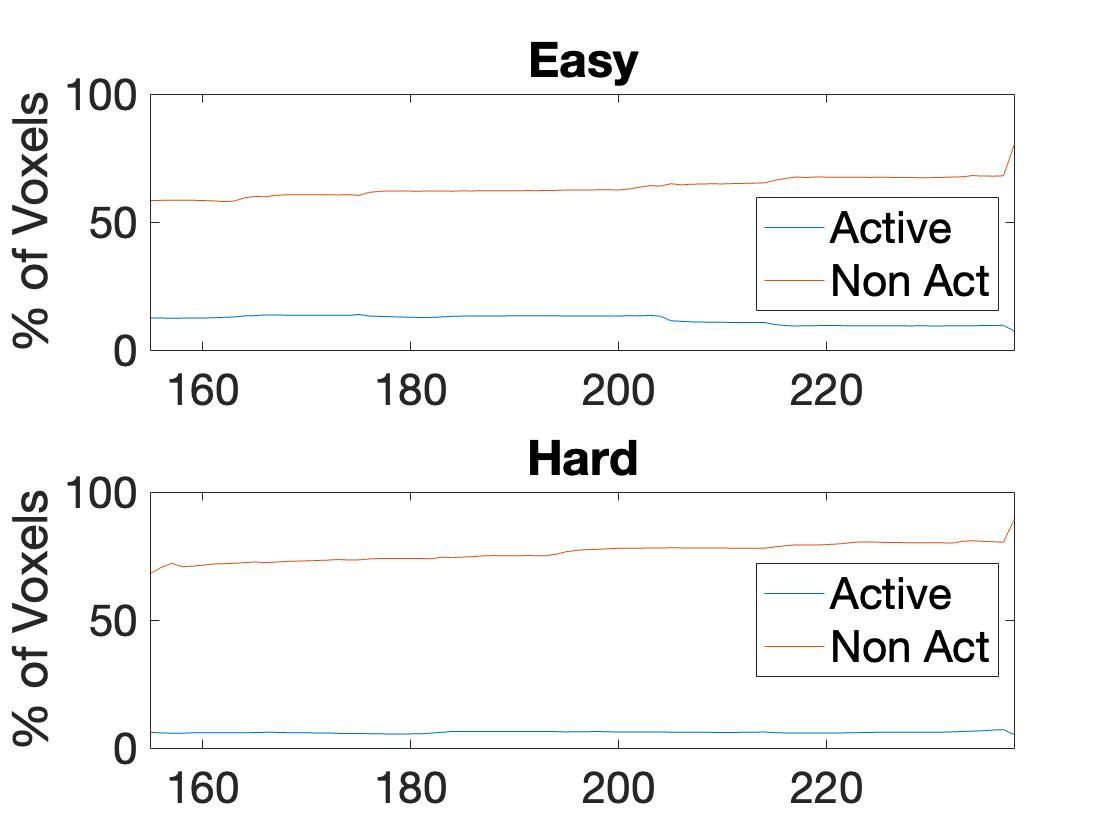 Easy
100
50
0
% of Voxels
Active
Non Act
160 180 200 220
Hard
100
50
0
% of Voxels
Active
Non Act
160 180 200 220